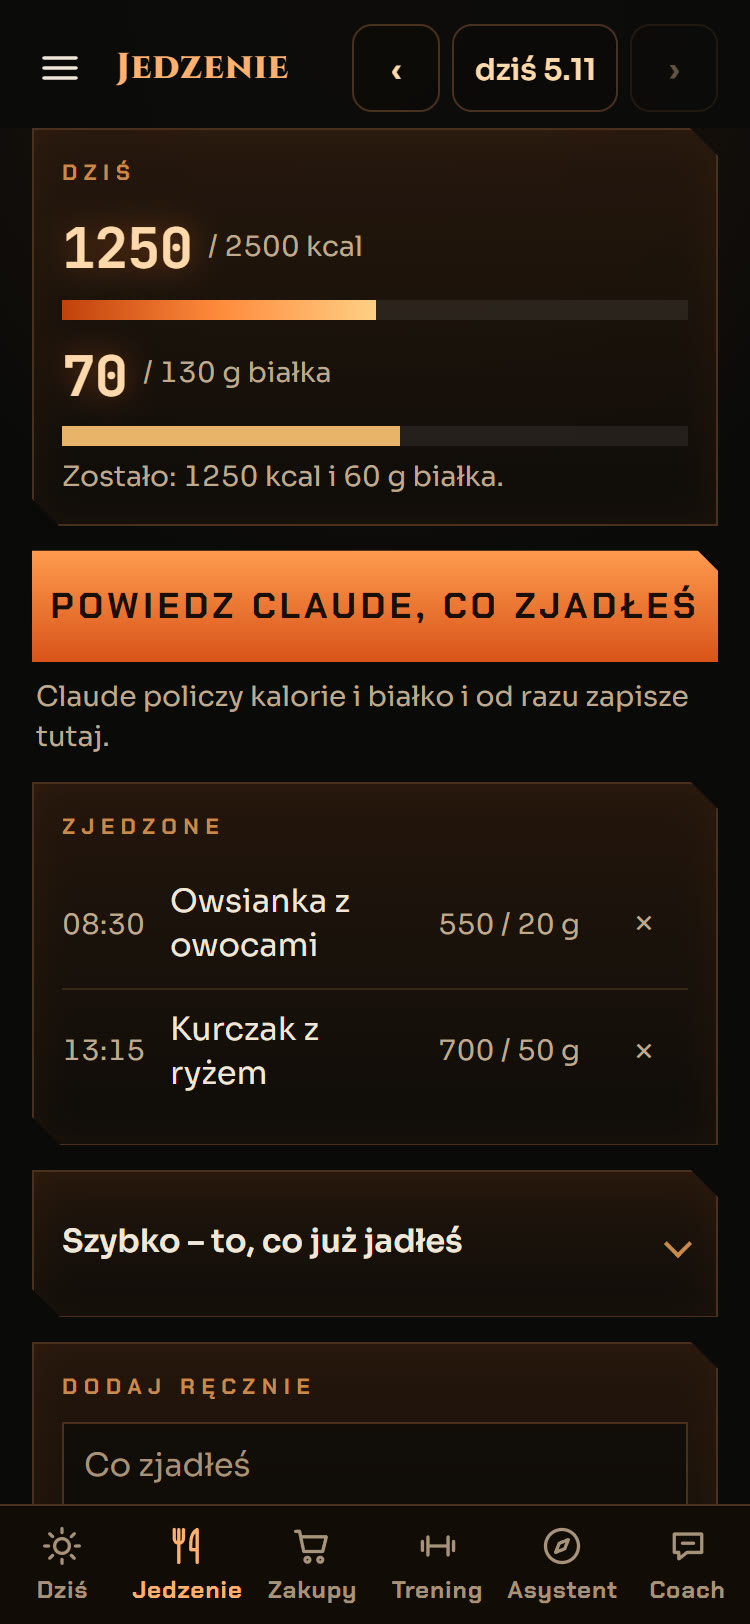 Jedzenie
‹
dziś 5.11
›
DZIŚ
1250 / 2500 kcal
70 / 130 g białka
Zostało: 1250 kcal i 60 g białka.
POWIEDZ CLAUDE, CO ZJADŁEŚ
Claude policzy kalorie i białko i od razu zapisze
tutaj.
ZJEDZONE
08:30 Owsianka z owocami 550 / 20 g ×
13:15 Kurczak z ryżem 700 / 50 g ×
Szybko – to, co już jadłeś
DODAJ RĘCZNIE
Co zjadłeś
Dziś Jedzenie Zakupy Trening Asystent Coach